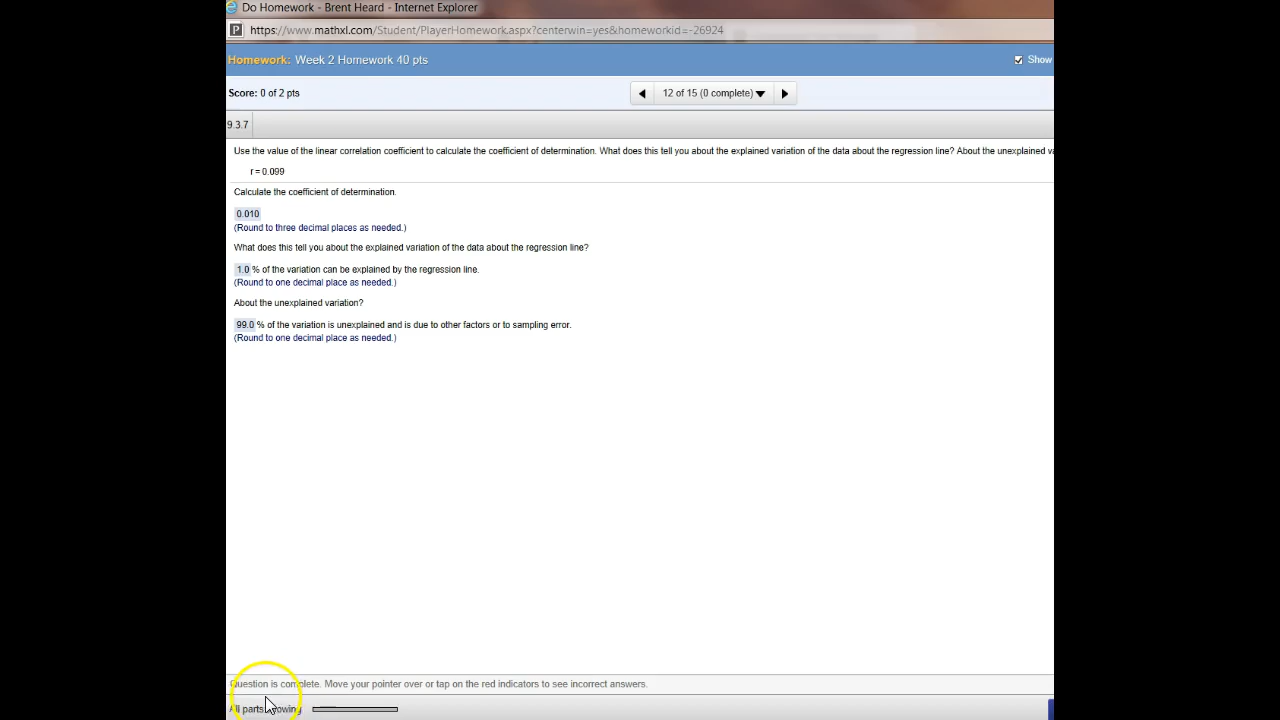 Do Homework - Brent Heard - Internet Explorer
https://www.mathxl.com/Student/PlayerHomework.aspx?centerwin=yes&homeworkid=-26924
Homework: Week 2 Homework 40 pts
Show
Score: 0 of 2 pts
12 of 15 (0 complete)
9.3.7
Use the value of the linear correlation coefficient to calculate the coefficient of determination. What does this tell you about the explained variation of the data about the regression line? About the unexplained
r = 0.099
Calculate the coefficient of determination.
0.010
(Round to three decimal places as needed.)
What does this tell you about the explained variation of the data about the regression line?
1.0 % of the variation can be explained by the regression line.
(Round to one decimal place as needed.)
About the unexplained variation?
99.0 % of the variation is unexplained and is due to other factors or to sampling error.
(Round to one decimal place as needed.)
Question is complete. Move your pointer over or tap on the red indicators to see incorrect answers.
All parts showing